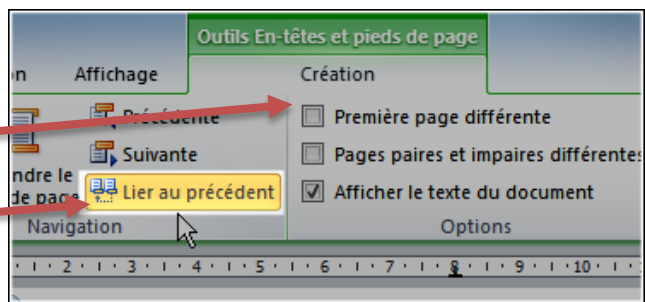 Outils En-têtes et pieds de page
on Affichage Création
Précédente Première page différente
Suivante Pages paires et impaires différentes
ndre le
de page Lier au précédent Afficher le texte du document
Navigation Options
2 3 4 5 6 7 8 9 10